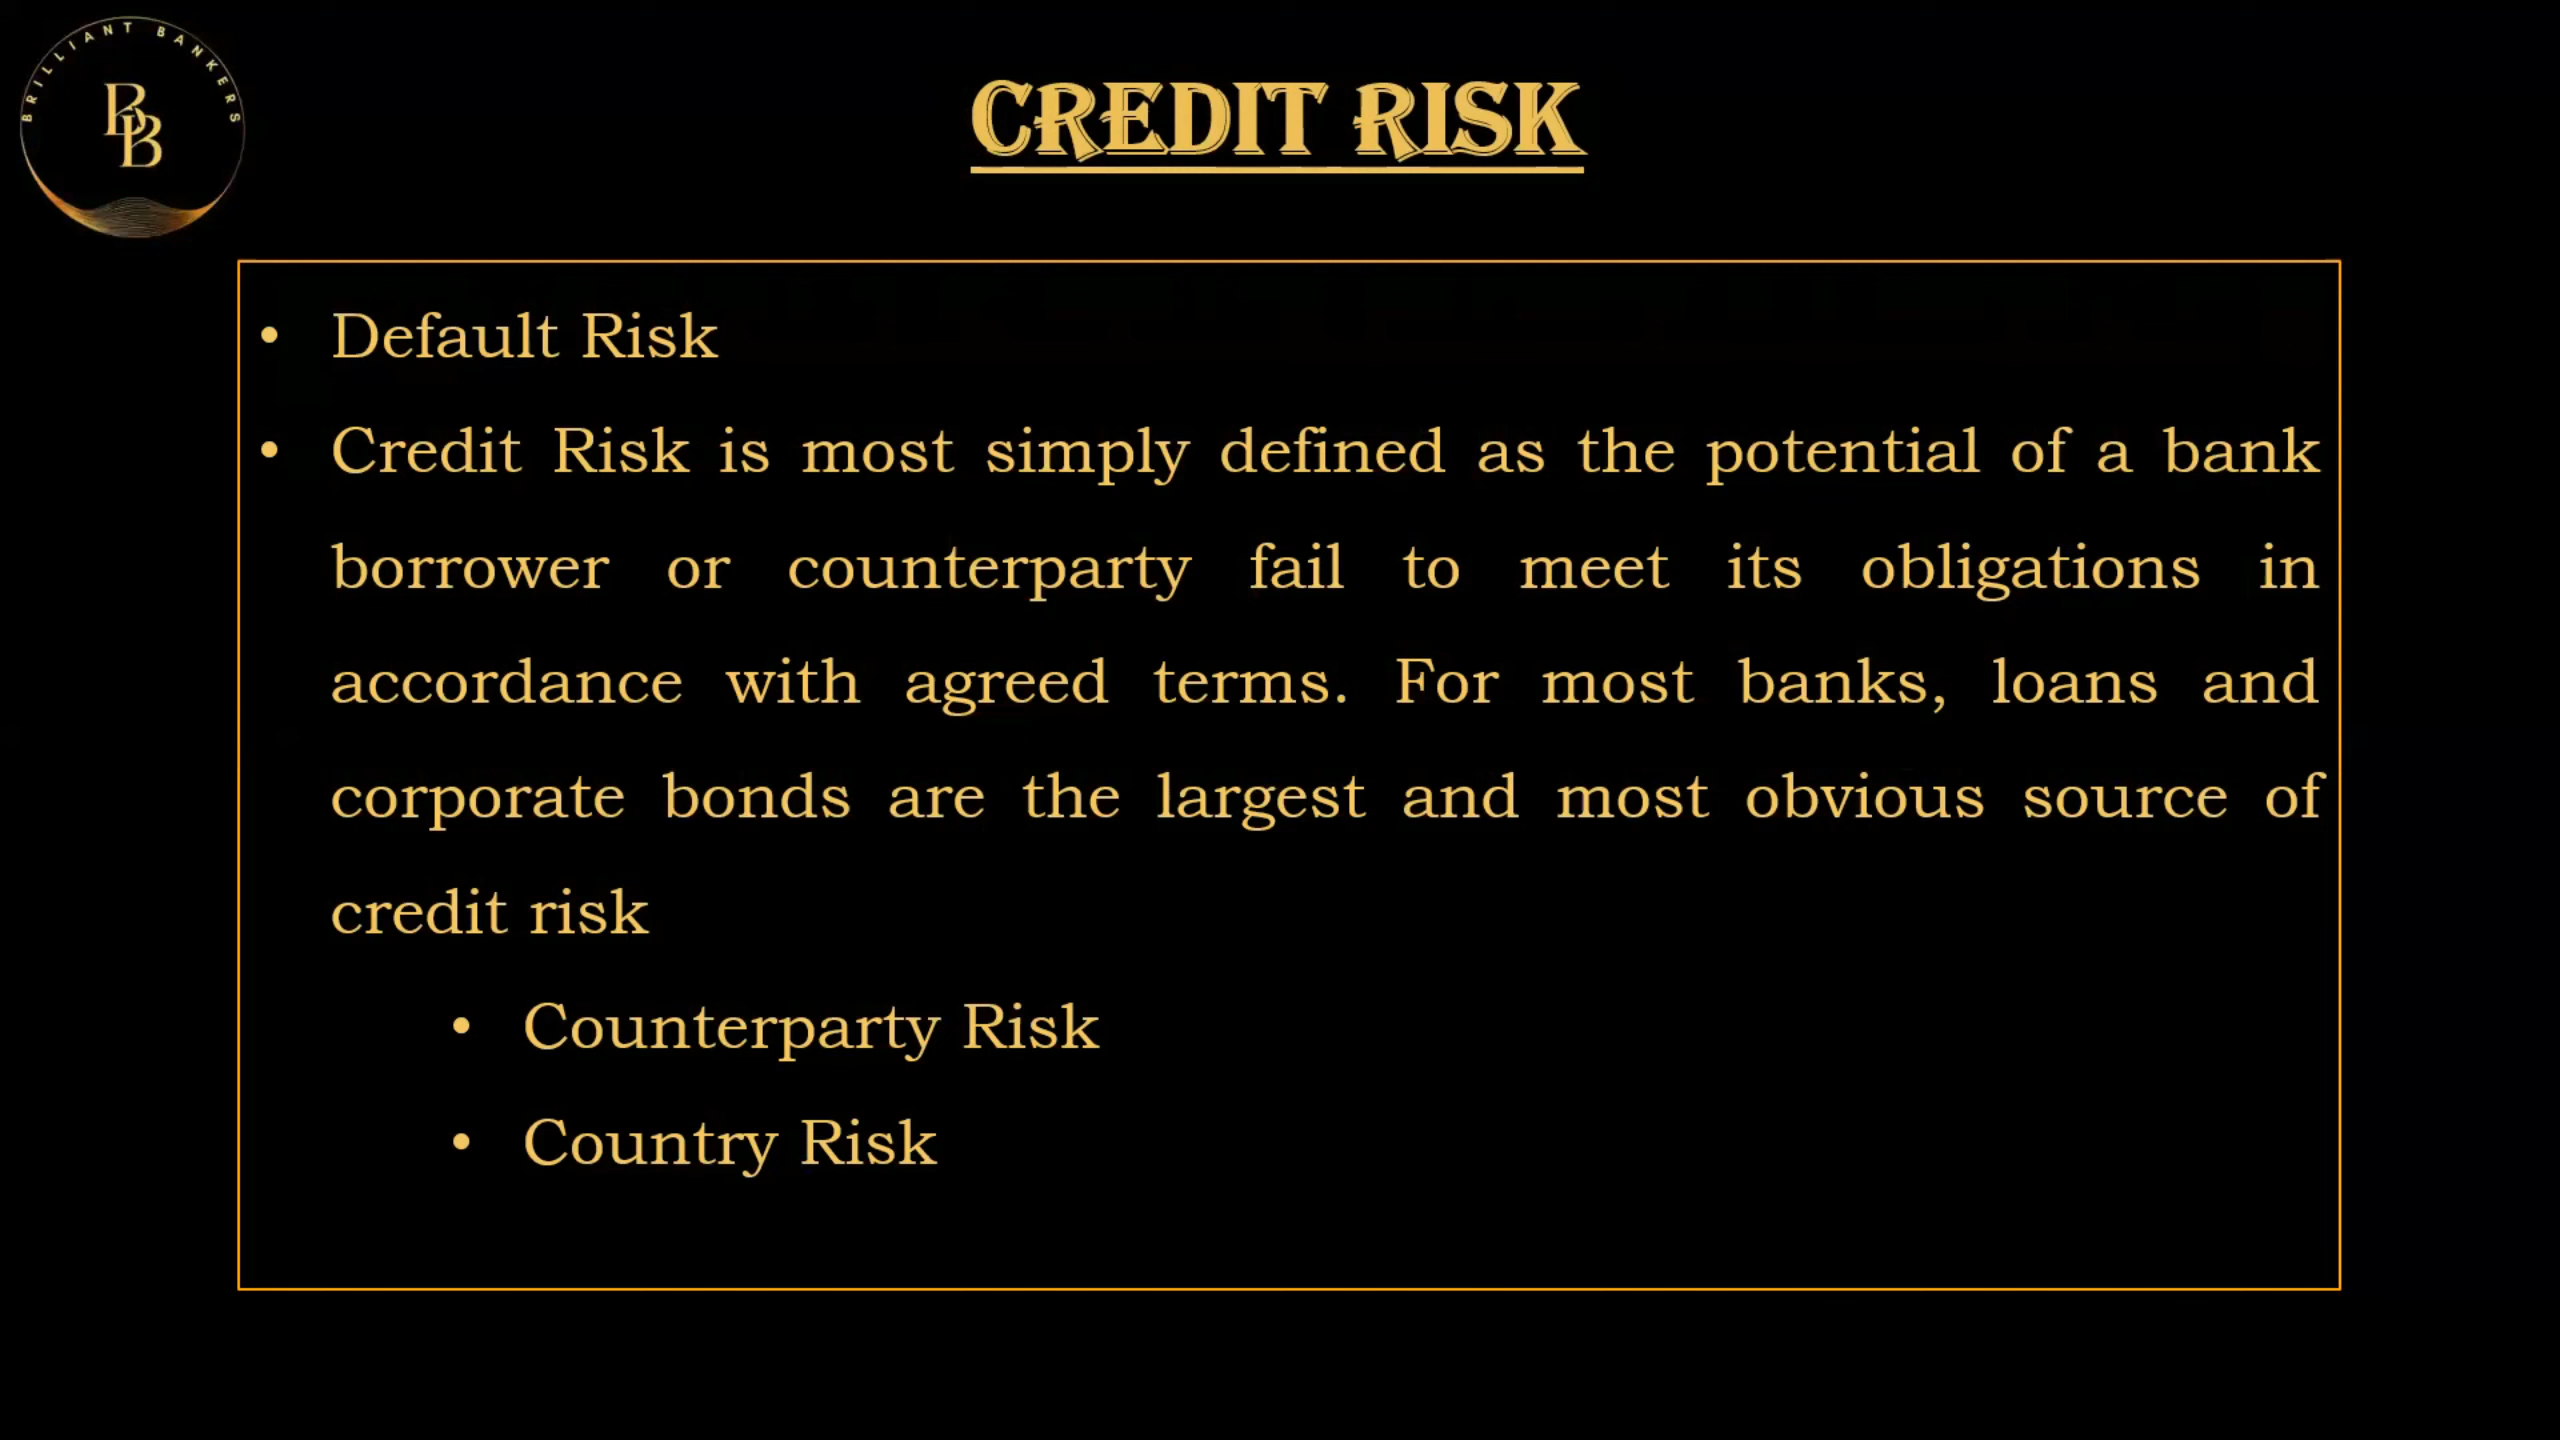 BRILLIANT BANKERS
BB
CREDIT RISK
• Default Risk
• Credit Risk is most simply defined as the potential of a bank
borrower or counterparty fail to meet its obligations in
accordance with agreed terms. For most banks, loans and
corporate bonds are the largest and most obvious source of
credit risk
• Counterparty Risk
• Country Risk